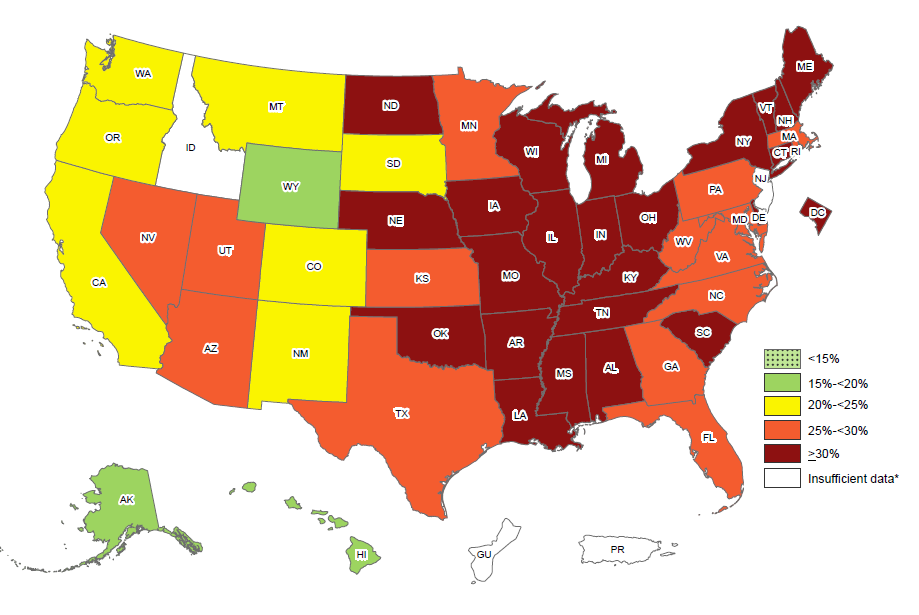 ME
WA
VT
ND
MT
NH
MN
OR
MA
NY
ID
WI
CT
RI
MI
SD
NJ
WY
PA
IA
NE
DC
OH
DE
MD
IL
IN
NV
WV
UT
VA
CO
MO
KS
KY
CA
NC
TN
SC
OK
AR
AZ
NM
GA
MS
AL
TX
LA
FL
<15%
15%-<20%
20%-<25%
25%-<30%
≥30%
Insufficient data*
AK
HI
GU
PR